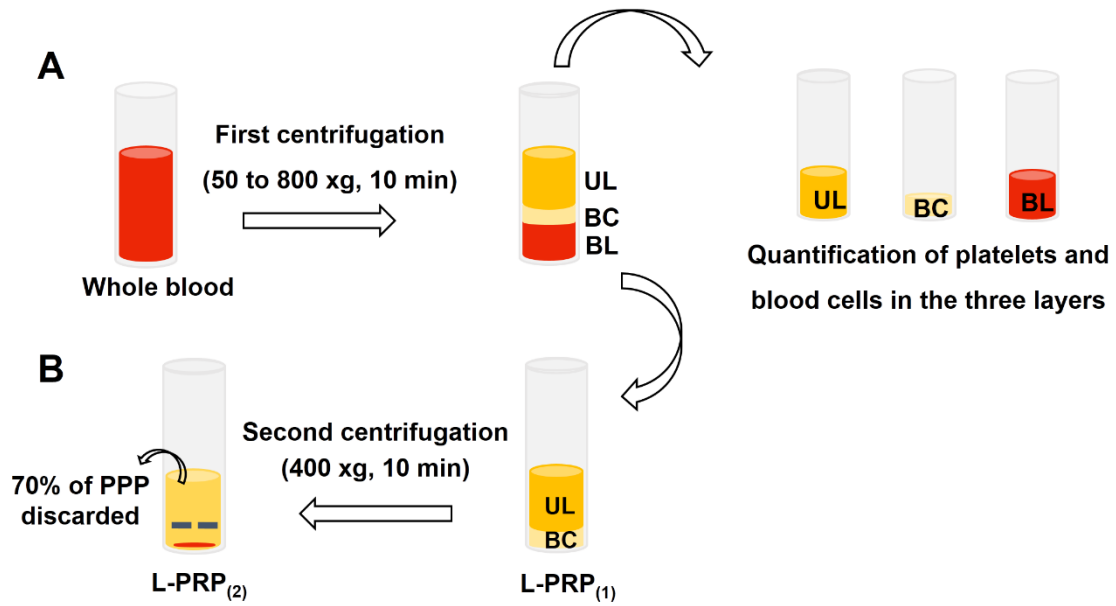 A
First centrifugation
(50 to 800 xg, 10 min)
Whole blood
UL
BC
BL
UL
BC
BL
Quantification of platelets and
blood cells in the three layers
B
70% of PPP
discarded
L-PRP(2)
Second centrifugation
(400 xg, 10 min)
UL
BC
L-PRP(1)